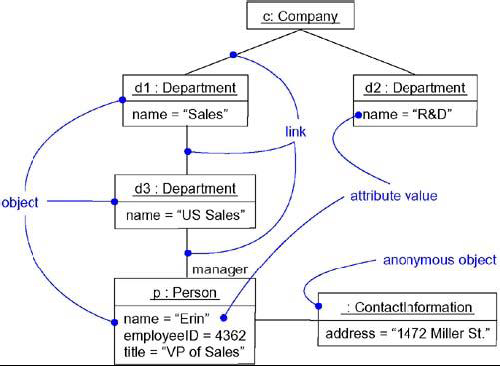 c: Company
d1 : Department
name = “Sales”
d2 : Department
name = “R&D”
link
d3 : Department
name = “US Sales”
object
attribute value
manager
anonymous object
p : Person
name = “Erin”
employeeID = 4362
title = “VP of Sales”
: ContactInformation
address = “1472 Miller St.”